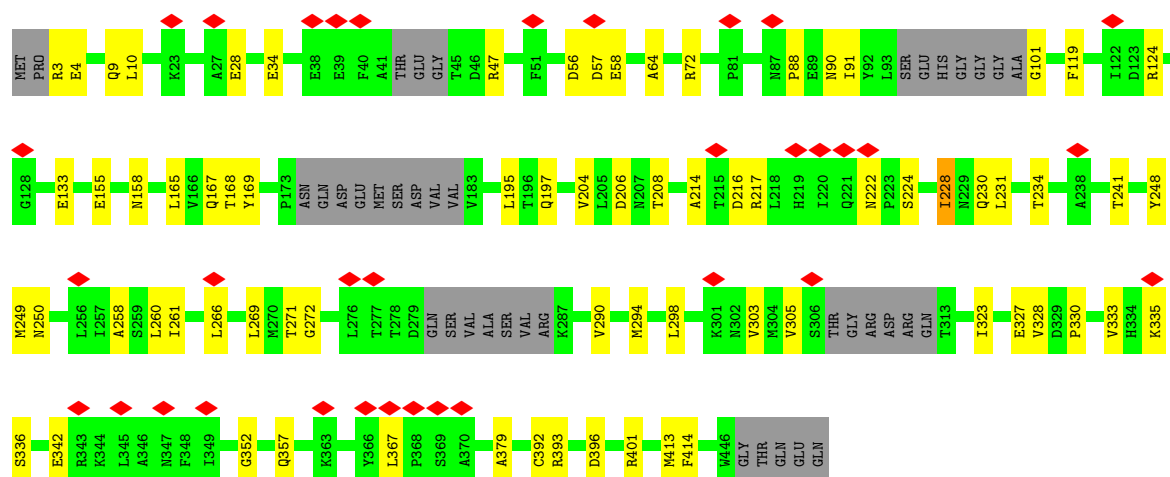 MET PRO R3 E4 Q9 L10 K23 A27 E28 E34 E38 E39 F40 A41 THR GLU GLY T45 D46 R47 F51 D56 D57 E58 A64 R72 P81 N87 P88 E89 N90 I91 Y92 L93 SER GLU HIS GLY GLY GLY ALA G101 F119 I122 D123 R124
G128 E133 E155 N158 L165 V166 Q167 T168 Y169 P173 ASN GLN ASP GLU MET SER ASP VAL VAL V183 L195 T196 Q197 V204 L205 D206 N207 T208 A214 T215 D216 R217 L218 H219 I220 Q221 N222 P223 S224 I228 N229 Q230 L231 T234 A238 T241 Y248
M249 N250 L256 I257 A258 S259 L260 I261 L266 L269 M270 T271 G272 L276 T277 T278 D279 GLN SER VAL ALA SER VAL ARG K287 V290 M294 L298 K301 N302 V303 M304 V305 S306 THR GLY ARG ASP ARG GLN T313 I323 E327 V328 D329 P330 V333 H334 K335
S336 E342 R343 K344 L345 A346 N347 F348 I349 G352 Q357 K363 Y366 L367 P368 S369 A370 A379 C392 R393 D396 R401 M413 F414 W446 GLY THR GLN GLU GLN